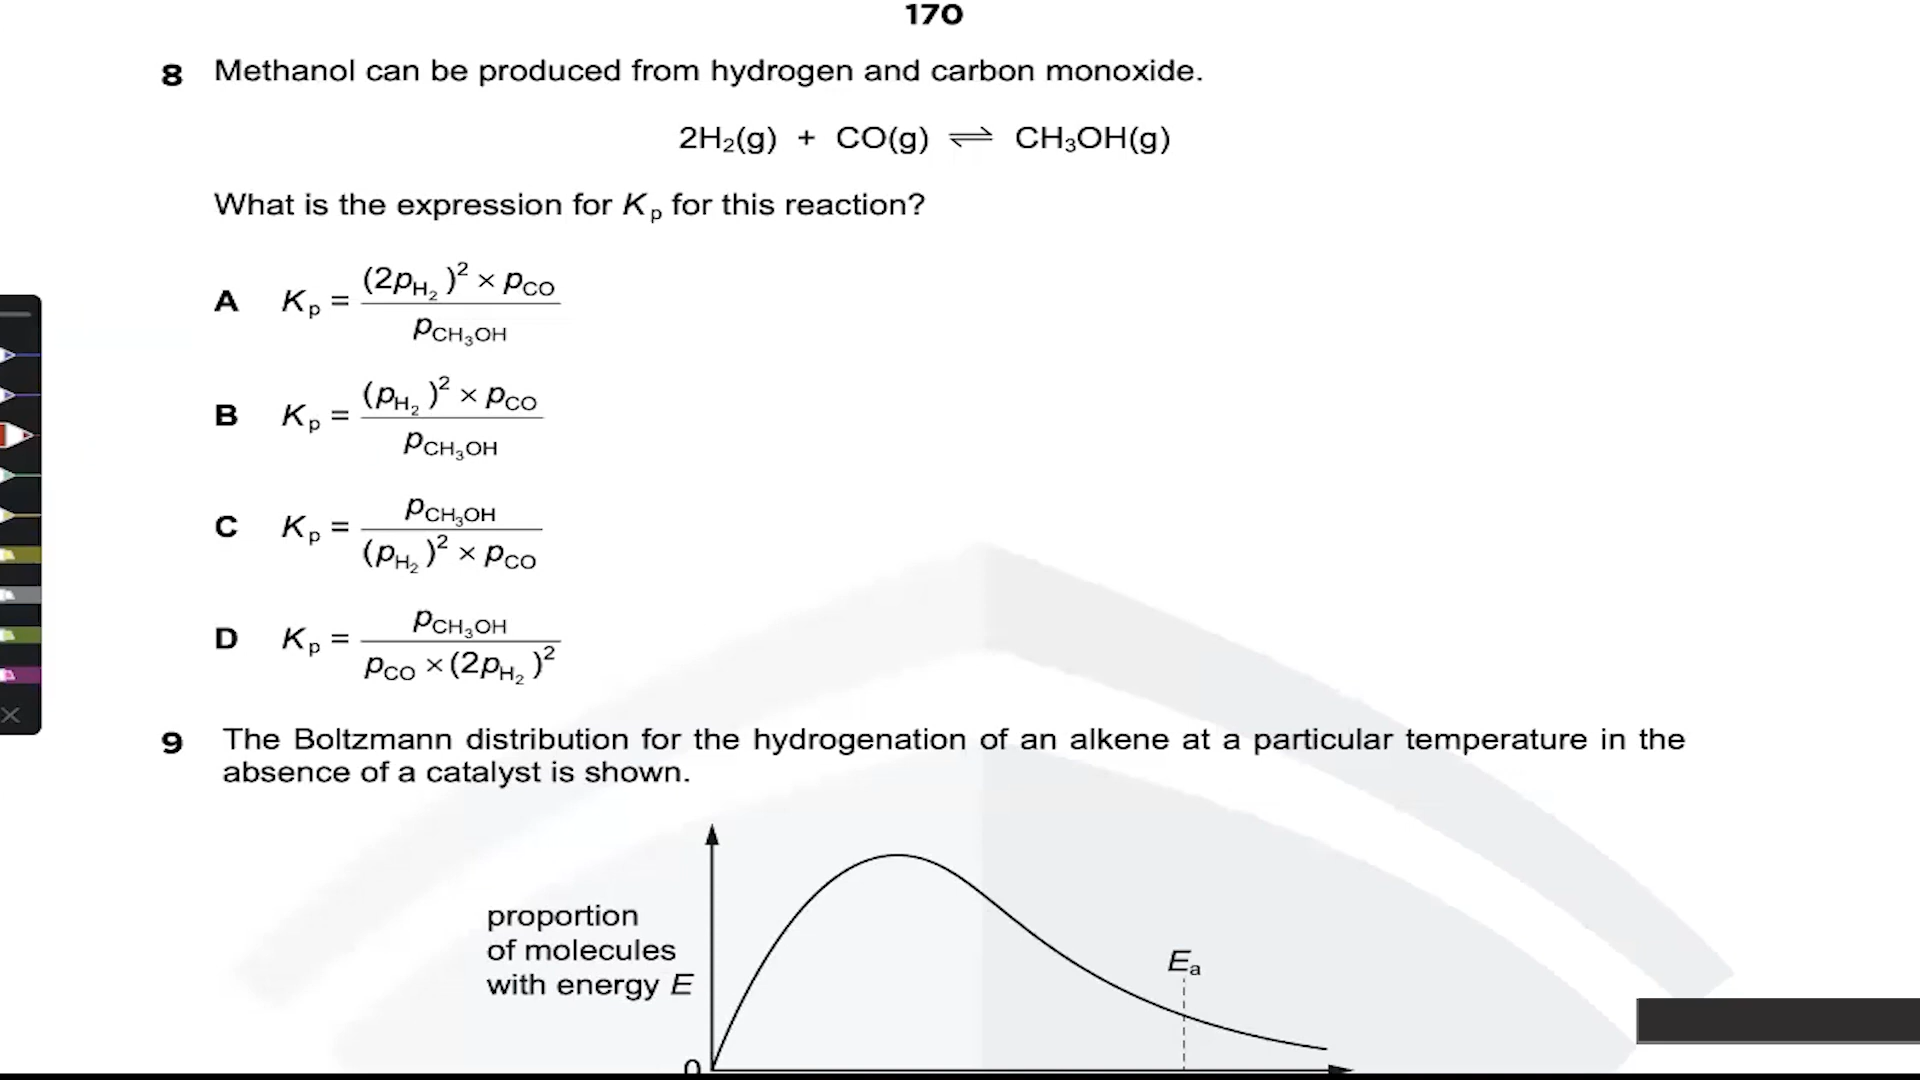 170
8 Methanol can be produced from hydrogen and carbon monoxide.
2H₂(g) + CO(g) ⇌ CH₃OH(g)
What is the expression for Kₚ for this reaction?
A Kₚ = (2p_H₂)² × p_CO / p_CH₃OH
B Kₚ = (p_H₂)² × p_CO / p_CH₃OH
C Kₚ = p_CH₃OH / (p_H₂)² × p_CO
D Kₚ = p_CH₃OH / p_CO × (2p_H₂)²
9 The Boltzmann distribution for the hydrogenation of an alkene at a particular temperature in the
absence of a catalyst is shown.
proportion
of molecules
with energy E
Eₐ
0